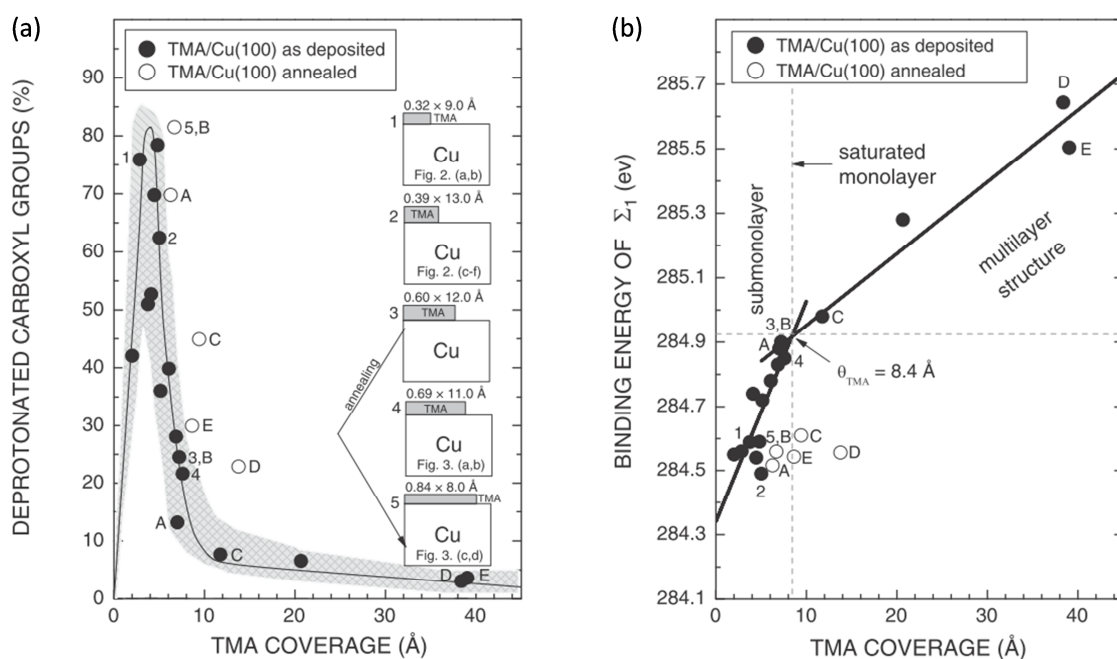 (a)
TMA/Cu(100) as deposited
TMA/Cu(100) annealed
DEPROTONATED CARBOXYL GROUPS (%)
90
80
70
60
50
40
30
20
10
0
0 10 20 30 40
TMA COVERAGE (Å)
5,B
1
A
2
C
E
3,B
D
4
A
C
D E
0.32 × 9.0 Å
1 TMA
Cu
Fig. 2. (a,b)
0.39 × 13.0 Å
2 TMA
Cu
Fig. 2. (c-f)
0.60 × 12.0 Å
3 TMA
Cu
annealing
0.69 × 11.0 Å
4 TMA
Cu
Fig. 3. (a,b)
0.84 × 8.0 Å
5 TMA
Cu
Fig. 3. (c,d)
(b)
TMA/Cu(100) as deposited
TMA/Cu(100) annealed
BINDING ENERGY OF Σ1 (ev)
285.7
285.5
285.3
285.1
284.9
284.7
284.5
284.3
284.1
0 10 20 30 40
TMA COVERAGE (Å)
D
E
saturated
monolayer
submonolayer
multilayer
structure
C
3,B
A
4
θTMA = 8.4 Å
1
5,B
C
E
D
A
2